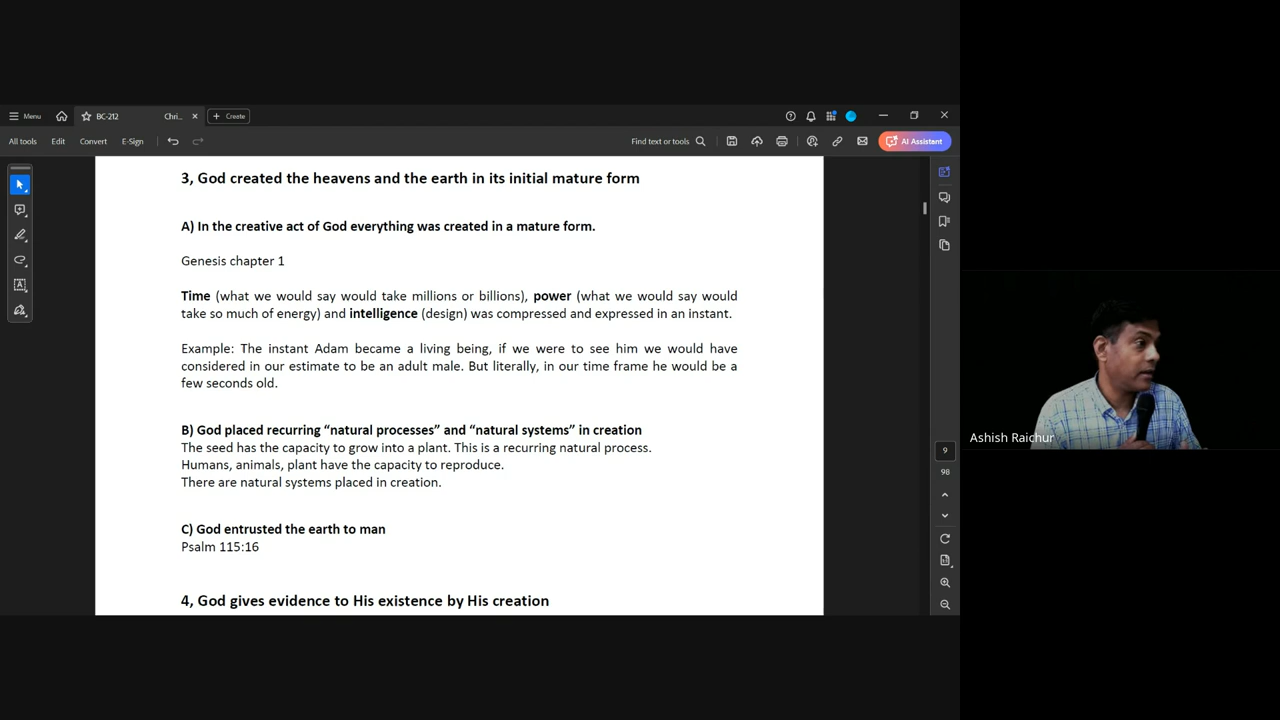 Menu
BC-212
Chri...
Create
All tools
Edit
Convert
E-Sign
Find text or tools
AI Assistant
3, God created the heavens and the earth in its initial mature form
A) In the creative act of God everything was created in a mature form.
Genesis chapter 1
Time (what we would say would take millions or billions), power (what we would say would
take so much of energy) and intelligence (design) was compressed and expressed in an instant.
Example: The instant Adam became a living being, if we were to see him we would have
considered in our estimate to be an adult male. But literally, in our time frame he would be a
few seconds old.
B) God placed recurring “natural processes” and “natural systems” in creation
The seed has the capacity to grow into a plant. This is a recurring natural process.
Humans, animals, plant have the capacity to reproduce.
There are natural systems placed in creation.
C) God entrusted the earth to man
Psalm 115:16
4, God gives evidence to His existence by His creation
9
98
Ashish Raichur